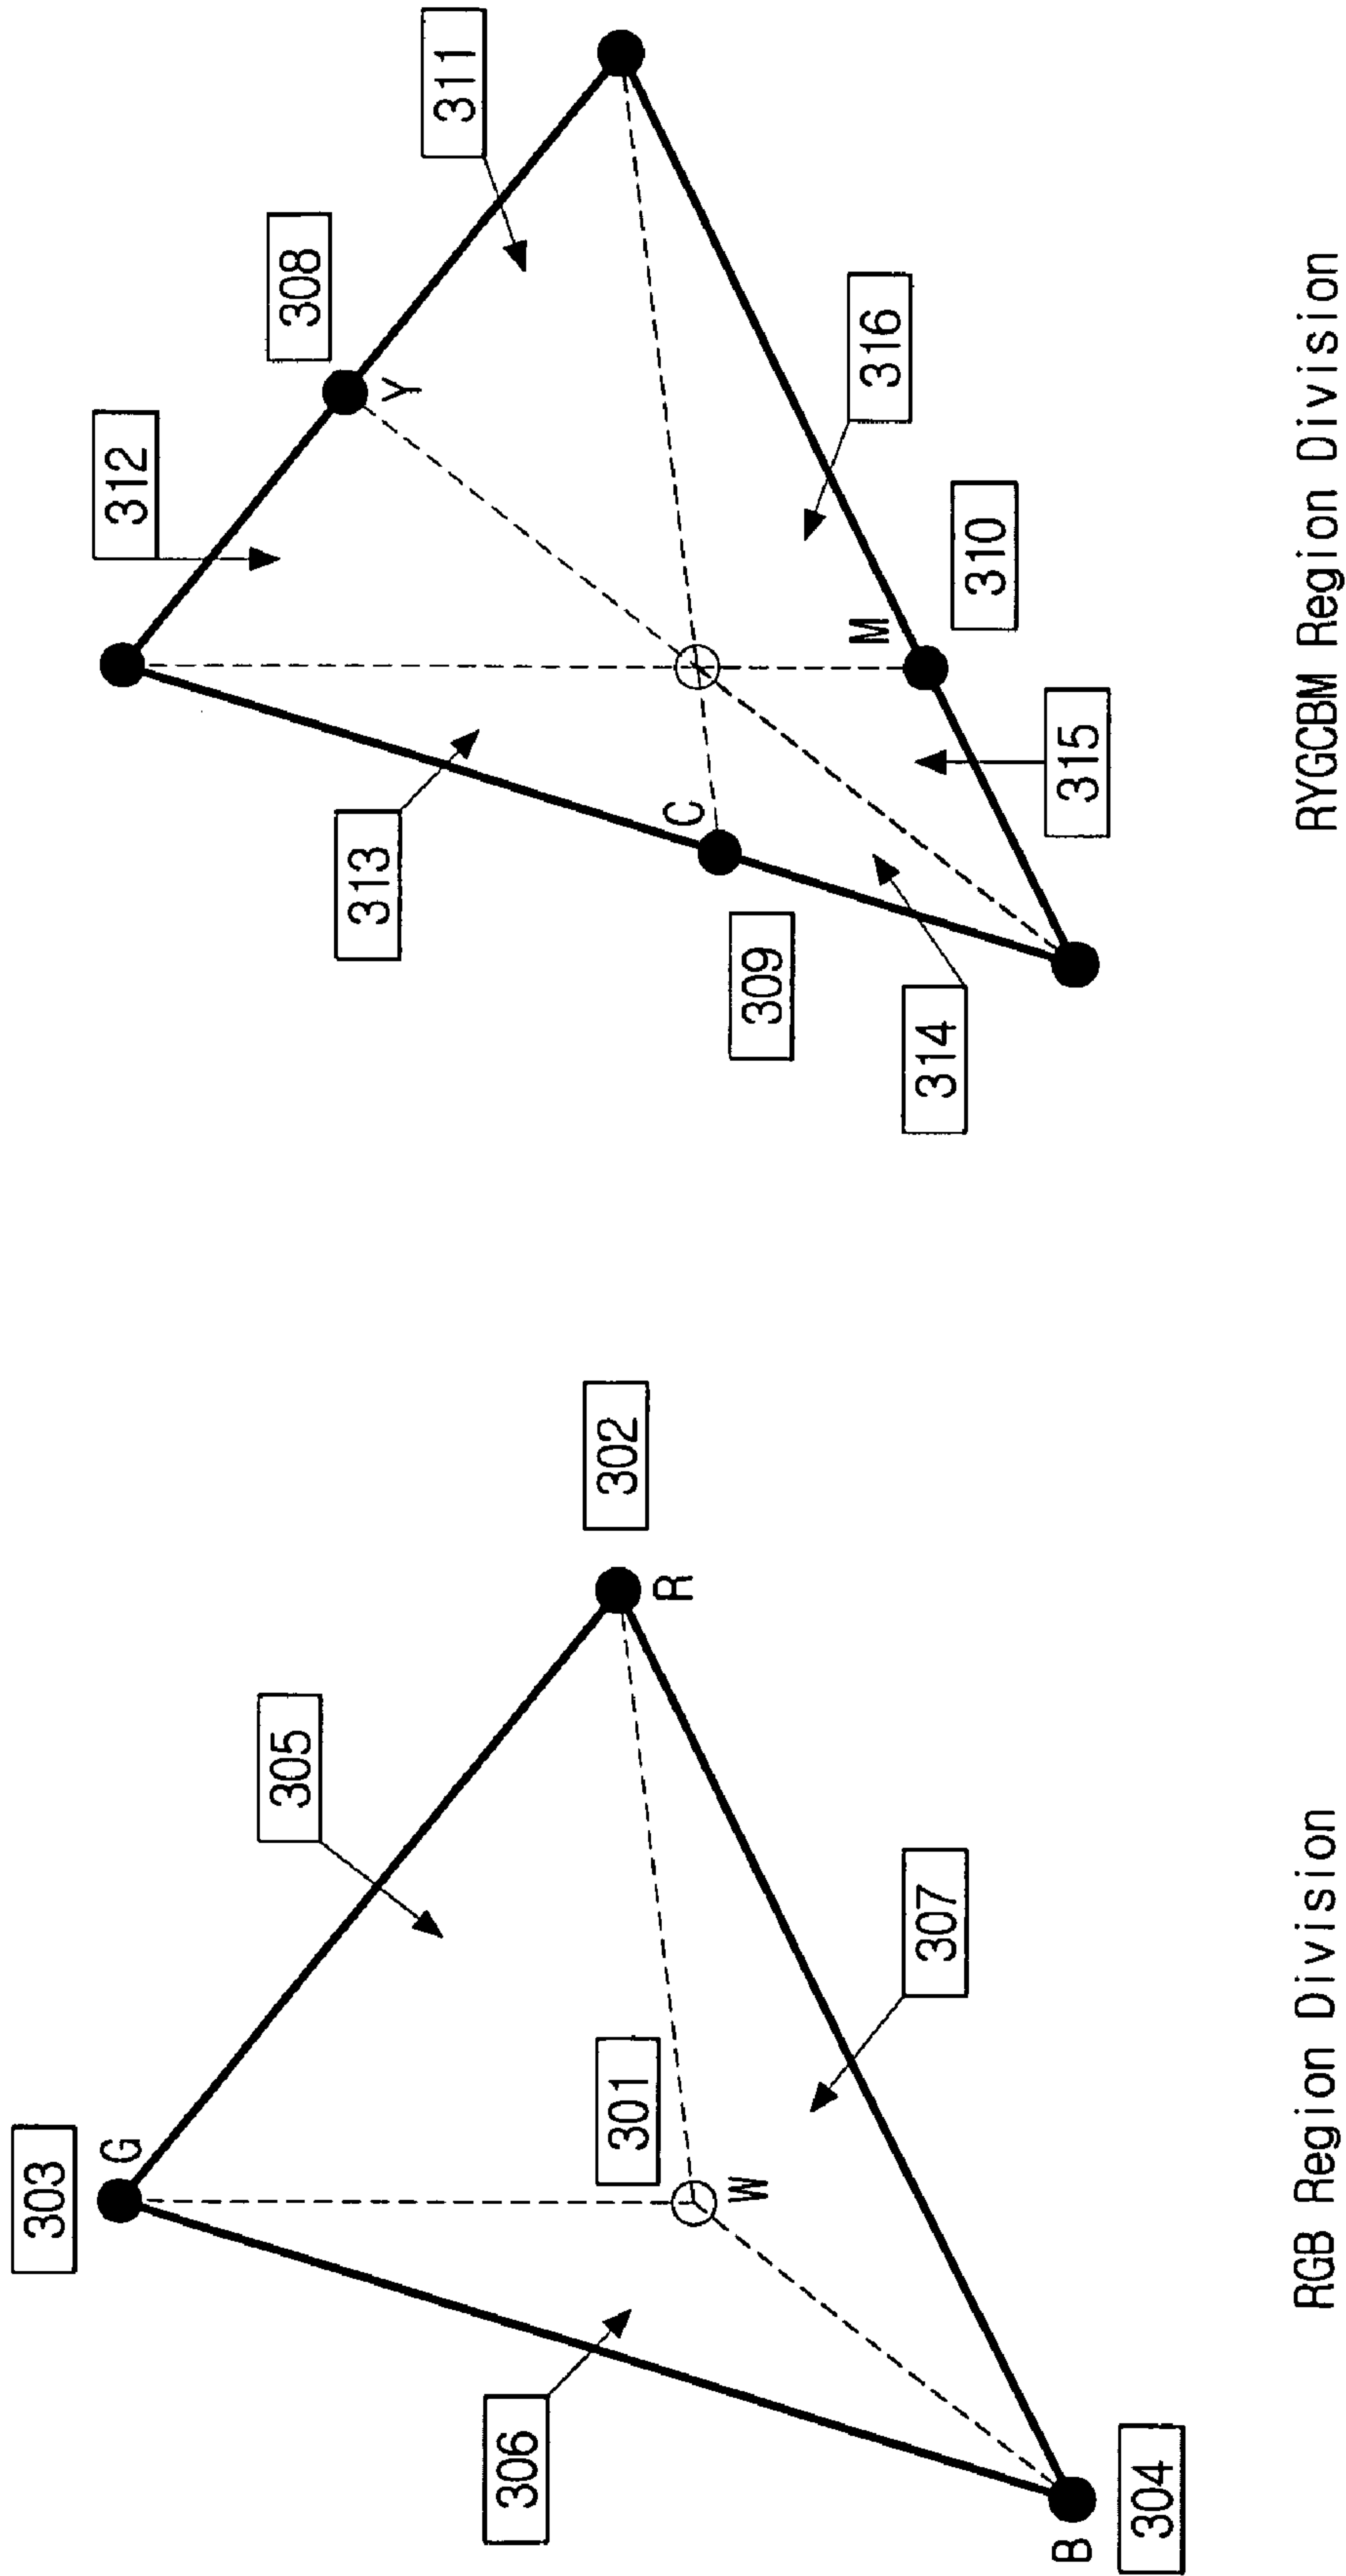 303
G
305
306
301
W
302
R
307
B
304
RGB Region Division
312
311
308
Y
313
C
316
309
M
310
314
315
RYGCBM Region Division